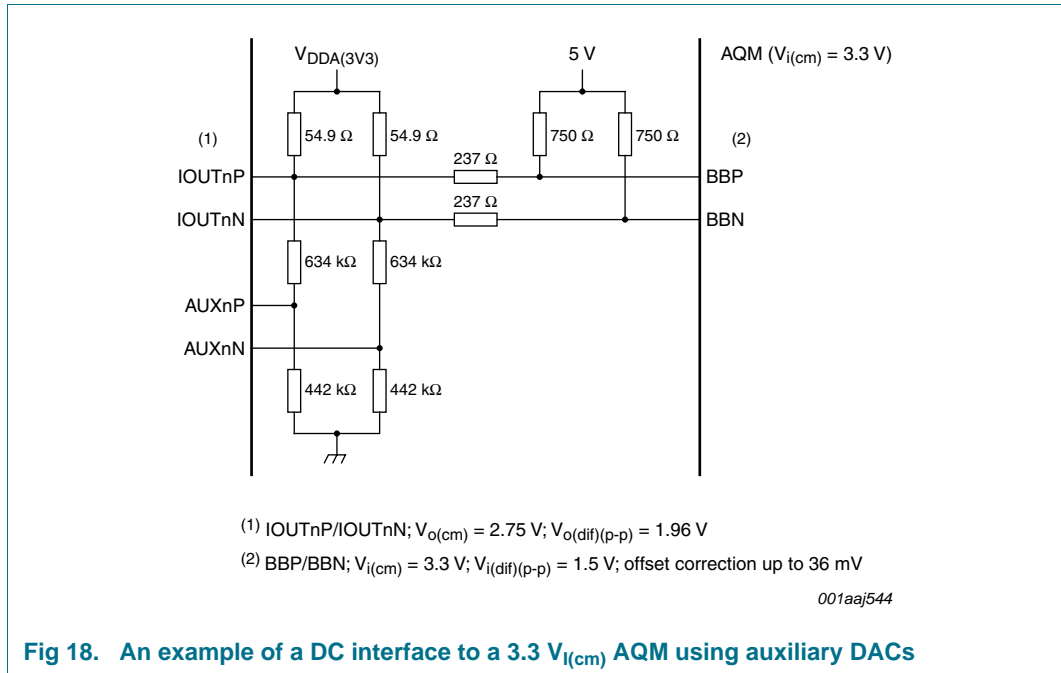 VDDA(3V3)
5 V
AQM (Vi(cm) = 3.3 V)
(1)
54.9 Ω
54.9 Ω
750 Ω
750 Ω
(2)
237 Ω
IOUTnP
BBP
237 Ω
IOUTnN
BBN
634 kΩ
634 kΩ
AUXnP
AUXnN
442 kΩ
442 kΩ
(1) IOUTnP/IOUTnN; Vo(cm) = 2.75 V; Vo(dif)(p-p) = 1.96 V
(2) BBP/BBN; Vi(cm) = 3.3 V; Vi(dif)(p-p) = 1.5 V; offset correction up to 36 mV
001aaj544
Fig 18. An example of a DC interface to a 3.3 VI(cm) AQM using auxiliary DACs